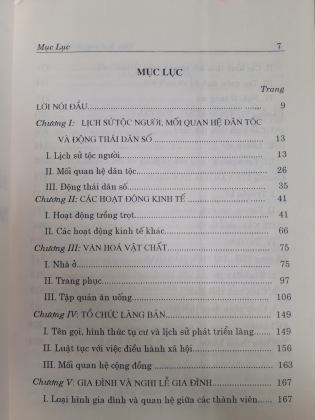 Mục Lục 7
MỤC LỤC
Trang
LỜI NÓI ĐẦU 9
Chương I: LỊCH SỬ TỘC NGƯỜI, MỐI QUAN HỆ DÂN TỘC
VÀ ĐỘNG THÁI DÂN SỐ 13
I. Lịch sử tộc người 13
II. Mối quan hệ dân tộc 26
III. Động thái dân số 35
Chương II: CÁC HOẠT ĐỘNG KINH TẾ 41
I. Hoạt động trồng trọt 41
II. Các hoạt động kinh tế khác 66
Chương III: VĂN HOÁ VẬT CHẤT 75
I. Nhà ở 75
II. Trang phục 97
III. Tập quán ăn uống 106
Chương IV: TỔ CHỨC LÀNG BẢN 149
I. Tên gọi, hình thức tụ cư và lịch sử phát triển làng 149
II. Luật tục với việc điều hành xã hội 156
III. Mối quan hệ cộng đồng 163
Chương V: GIA ĐÌNH VÀ NGHI LỄ GIA ĐÌNH 167
I. Loại hình gia đình và quan hệ giữa các thành viên 167